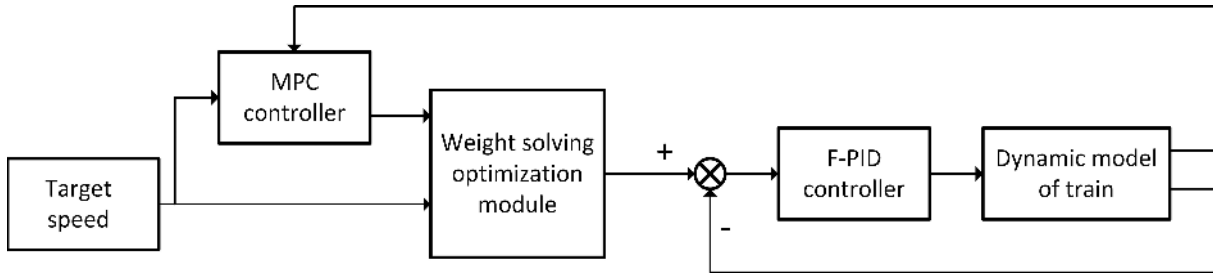 MPC
controller
Target
speed
Weight solving
optimization
module
+
-
F-PID
controller
Dynamic model
of train